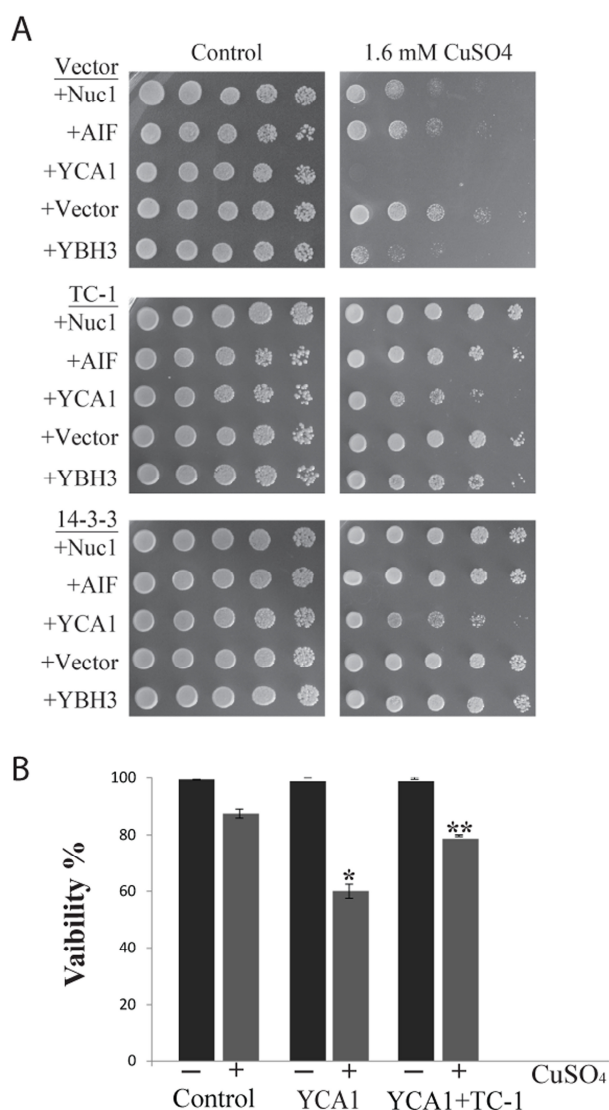 A
Control 1.6 mM CuSO4
Vector
+Nuc1
+AIF
+YCA1
+Vector
+YBH3
TC-1
+Nuc1
+AIF
+YCA1
+Vector
+YBH3
14-3-3
+Nuc1
+AIF
+YCA1
+Vector
+YBH3
B
Vaibility %
100
80
60
40
20
0
*
**
− + − + − + CuSO₄
Control YCA1 YCA1+TC-1